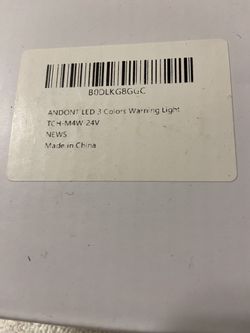 B0DLKG8GGC
ANDONT LED 3 Colors Warning Light
TCH-M4W-24V
NEWS
Made in China